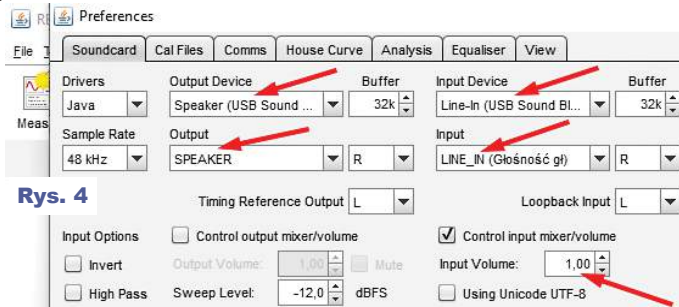 Preferences
File
Soundcard Cal Files Comms House Curve Analysis Equaliser View
Drivers Output Device Buffer Input Device Buffer
Java Speaker (USB Sound ... 32k Line-In (USB Sound Bl... 32k
Meas
Sample Rate Output Input
48 kHz SPEAKER R LINE_IN (Głośność gł) R
Rys. 4
Timing Reference Output L Loopback Input L
Input Options Control output mixer/volume Control input mixer/volume
Invert Output Volume: 1,00 Mute Input Volume: 1,00
High Pass Sweep Level: -12,0 dBFS Using Unicode UTF-8